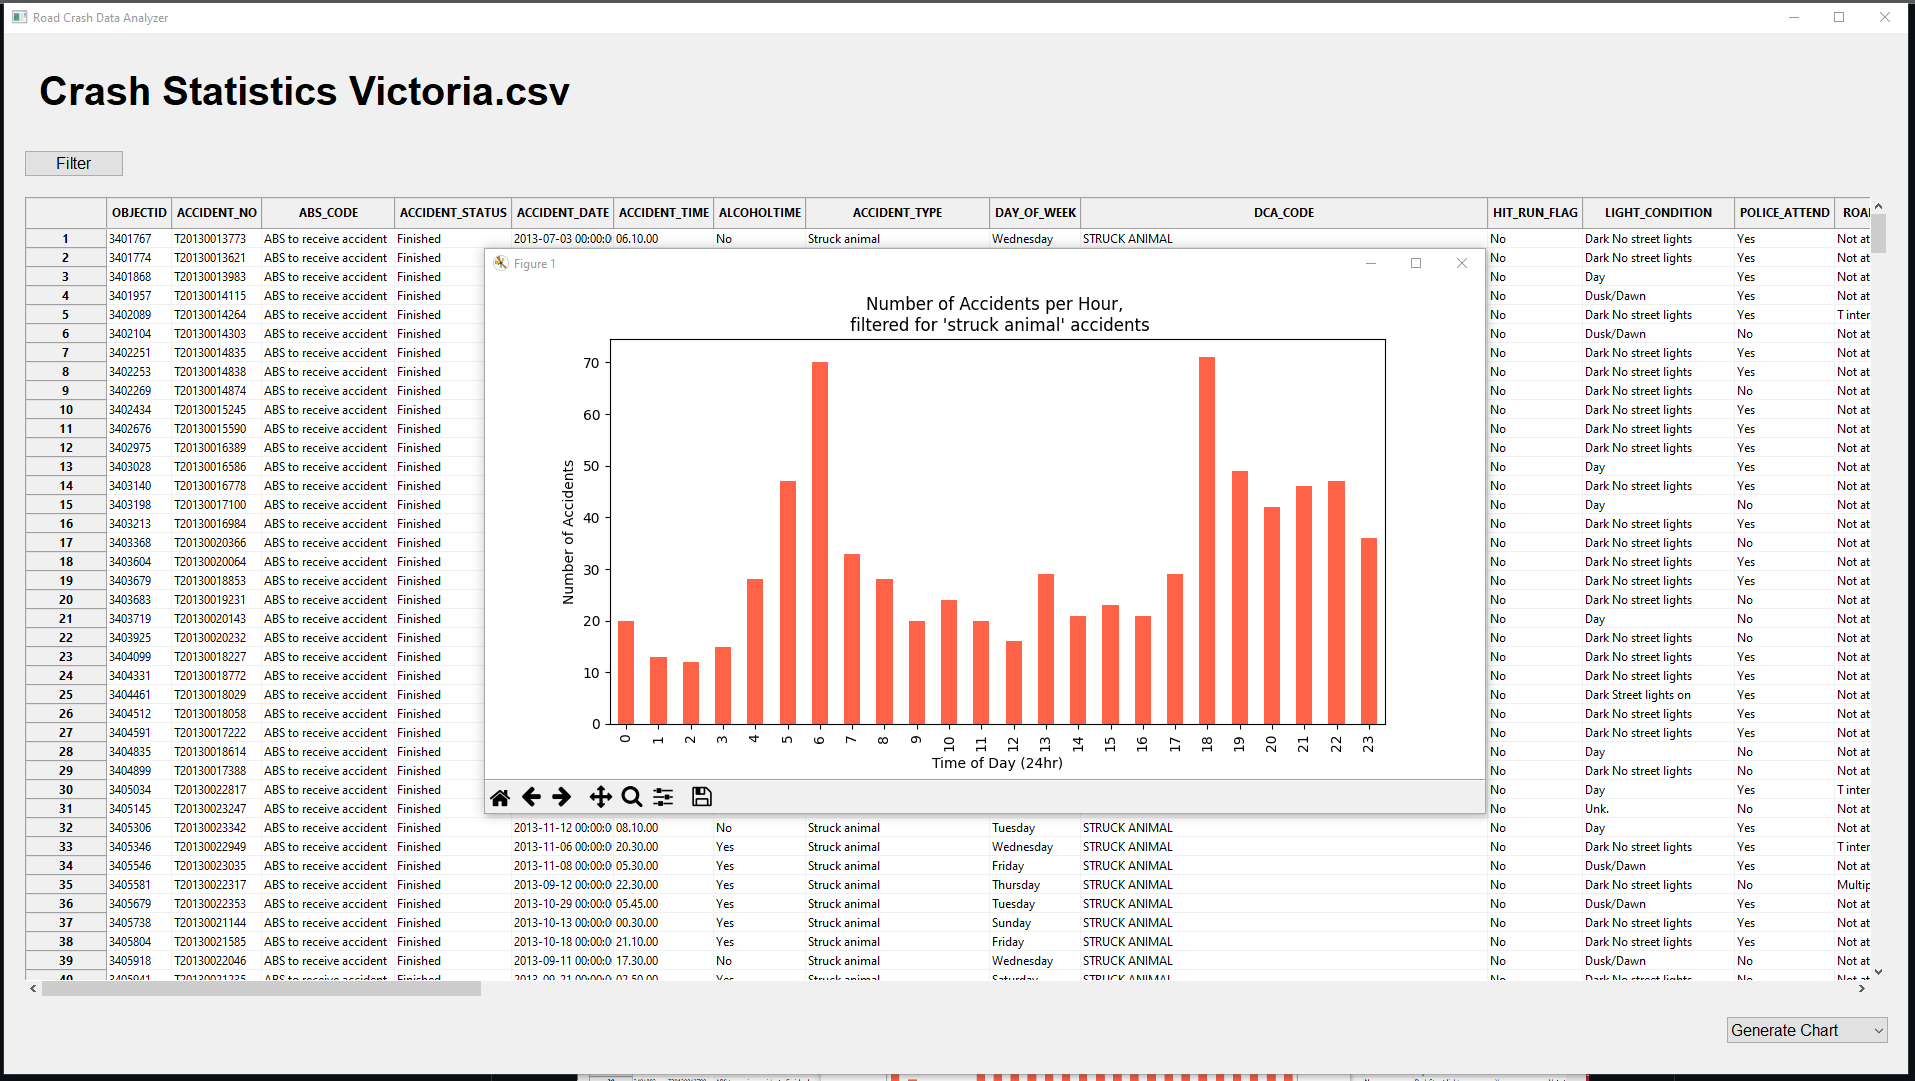 Road Crash Data Analyzer
Crash Statistics Victoria.csv
Filter
OBJECTID ACCIDENT_NO ABS_CODE ACCIDENT_STATUS ACCIDENT_DATE ACCIDENT_TIME ALCOHOLTIME ACCIDENT_TYPE DAY_OF_WEEK DCA_CODE HIT_RUN_FLAG LIGHT_CONDITION POLICE_ATTEND ROA
1 3401767 T20130013773 ABS to receive accident Finished 2013-07-03 00:00:0 06.10.00 No Struck animal Wednesday STRUCK ANIMAL No Dark No street lights Yes Not at
2 3401774 T20130013621 ABS to receive accident Finished No Dark No street lights Yes Not at
3 3401868 T20130013983 ABS to receive accident Finished No Day Yes Not at
4 3401957 T20130014115 ABS to receive accident Finished No Dusk/Dawn Yes Not at
5 3402089 T20130014264 ABS to receive accident Finished No Dark No street lights Yes T inter
6 3402104 T20130014303 ABS to receive accident Finished No Dusk/Dawn No Not at
7 3402251 T20130014835 ABS to receive accident Finished No Dark No street lights Yes Not at
8 3402253 T20130014838 ABS to receive accident Finished No Dark No street lights Yes Not at
9 3402269 T20130014874 ABS to receive accident Finished No Dark No street lights No Not at
10 3402434 T20130015245 ABS to receive accident Finished No Dark No street lights Yes Not at
11 3402676 T20130015590 ABS to receive accident Finished No Dark No street lights Yes Not at
12 3402975 T20130016389 ABS to receive accident Finished No Dark No street lights Yes Not at
13 3403028 T20130016586 ABS to receive accident Finished No Day Yes Not at
14 3403140 T20130016778 ABS to receive accident Finished No Dark No street lights Yes Not at
15 3403198 T20130017100 ABS to receive accident Finished No Day No Not at
16 3403213 T20130016984 ABS to receive accident Finished No Dark No street lights Yes Not at
17 3403368 T20130020366 ABS to receive accident Finished No Dark No street lights No Not at
18 3403604 T20130020064 ABS to receive accident Finished No Dark No street lights Yes Not at
19 3403679 T20130018853 ABS to receive accident Finished No Dark No street lights Yes Not at
20 3403683 T20130019231 ABS to receive accident Finished No Dark No street lights No Not at
21 3403719 T20130020143 ABS to receive accident Finished No Day No Not at
22 3403925 T20130020232 ABS to receive accident Finished No Dark No street lights No Not at
23 3404099 T20130018227 ABS to receive accident Finished No Dark No street lights Yes Not at
24 3404331 T20130018772 ABS to receive accident Finished No Dark No street lights Yes Not at
25 3404461 T20130018029 ABS to receive accident Finished No Dark Street lights on Yes Not at
26 3404512 T20130018058 ABS to receive accident Finished No Dark No street lights Yes Not at
27 3404591 T20130017222 ABS to receive accident Finished No Dark No street lights Yes Not at
28 3404835 T20130018614 ABS to receive accident Finished No Day No Not at
29 3404899 T20130017388 ABS to receive accident Finished No Dark No street lights No Not at
30 3405034 T20130022817 ABS to receive accident Finished No Day Yes T inter
31 3405145 T20130023247 ABS to receive accident Finished No Unk. No Not at
32 3405306 T20130023342 ABS to receive accident Finished 2013-11-12 00:00:0 08.10.00 No Struck animal Tuesday STRUCK ANIMAL No Day Yes Not at
33 3405346 T20130022949 ABS to receive accident Finished 2013-11-06 00:00:0 20.30.00 Yes Struck animal Wednesday STRUCK ANIMAL No Dark No street lights Yes T inter
34 3405546 T20130023035 ABS to receive accident Finished 2013-11-08 00:00:0 05.30.00 Yes Struck animal Friday STRUCK ANIMAL No Dusk/Dawn Yes Not at
35 3405581 T20130022317 ABS to receive accident Finished 2013-09-12 00:00:0 22.30.00 Yes Struck animal Thursday STRUCK ANIMAL No Dark No street lights No Multip
36 3405679 T20130022353 ABS to receive accident Finished 2013-10-29 00:00:0 05.45.00 Yes Struck animal Tuesday STRUCK ANIMAL No Dusk/Dawn Yes Not at
37 3405738 T20130021144 ABS to receive accident Finished 2013-10-13 00:00:0 00.30.00 Yes Struck animal Sunday STRUCK ANIMAL No Dark No street lights Yes Not at
38 3405804 T20130021585 ABS to receive accident Finished 2013-10-18 00:00:0 21.10.00 Yes Struck animal Friday STRUCK ANIMAL No Dark No street lights Yes Not at
39 3405918 T20130022046 ABS to receive accident Finished 2013-09-11 00:00:0 17.30.00 No Struck animal Wednesday STRUCK ANIMAL No Dusk/Dawn No Not at
Figure 1
Number of Accidents per Hour,
filtered for 'struck animal' accidents
Number of Accidents
70
60
50
40
30
20
10
0
0 1 2 3 4 5 6 7 8 9 10 11 12 13 14 15 16 17 18 19 20 21 22 23
Time of Day (24hr)
Generate Chart